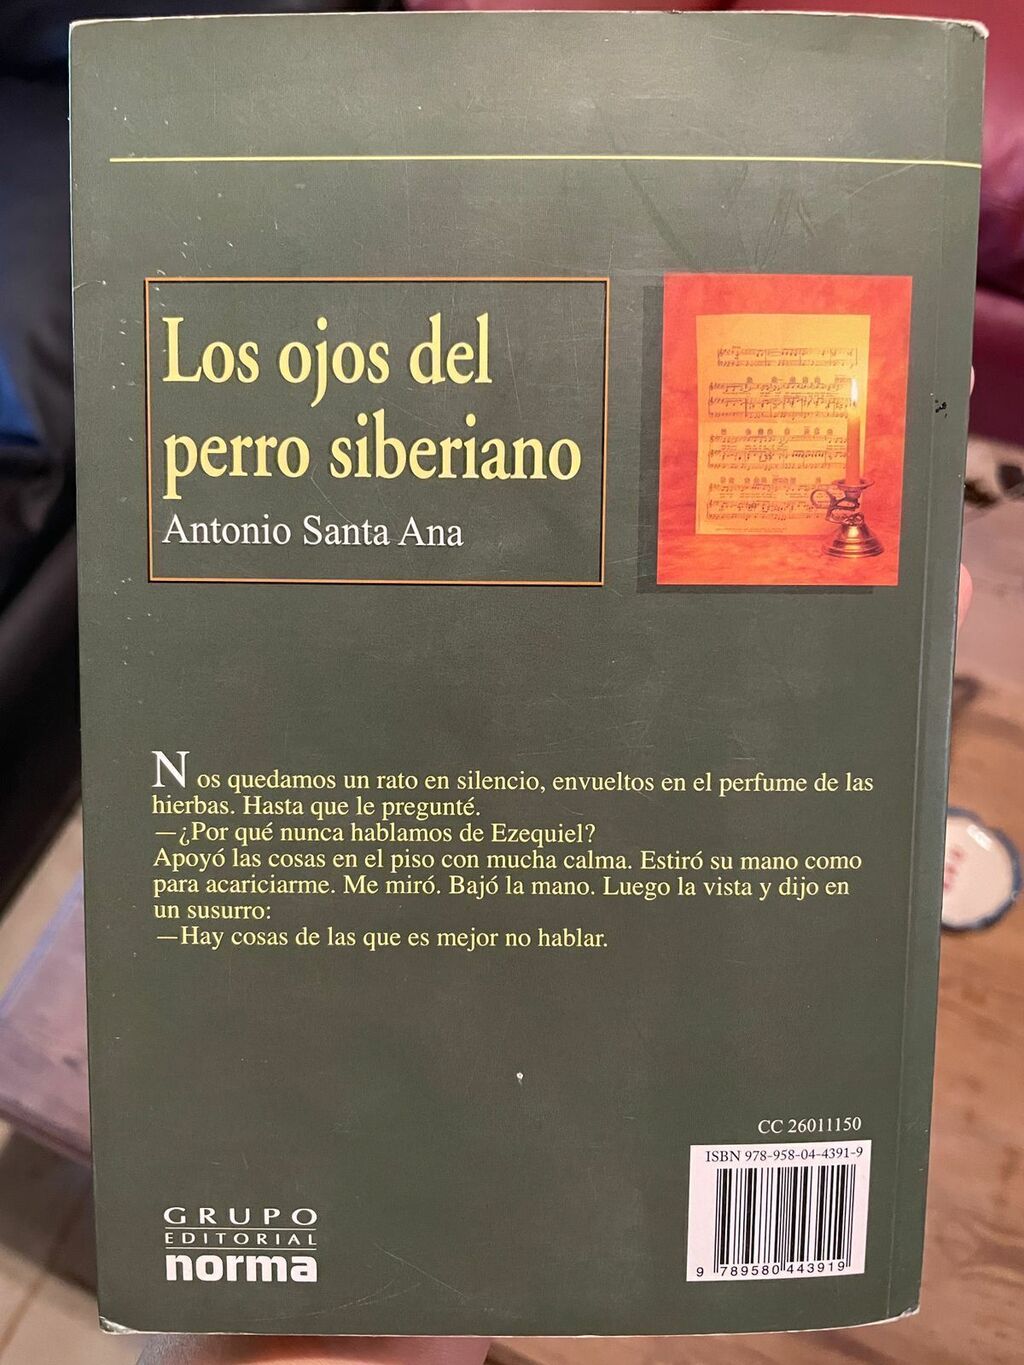 Los ojos del
perro siberiano
Antonio Santa Ana
Nos quedamos un rato en silencio, envueltos en el perfume de las
hierbas. Hasta que le pregunté.
—¿Por qué nunca hablamos de Ezequiel?
Apoyó las cosas en el piso con mucha calma. Estiró su mano como
para acariciarme. Me miró. Bajó la mano. Luego la vista y dijo en
un susurro:
—Hay cosas de las que es mejor no hablar.
CC 26011150
ISBN 978-958-04-4391-9
9 789580 443919
GRUPO
EDITORIAL
norma